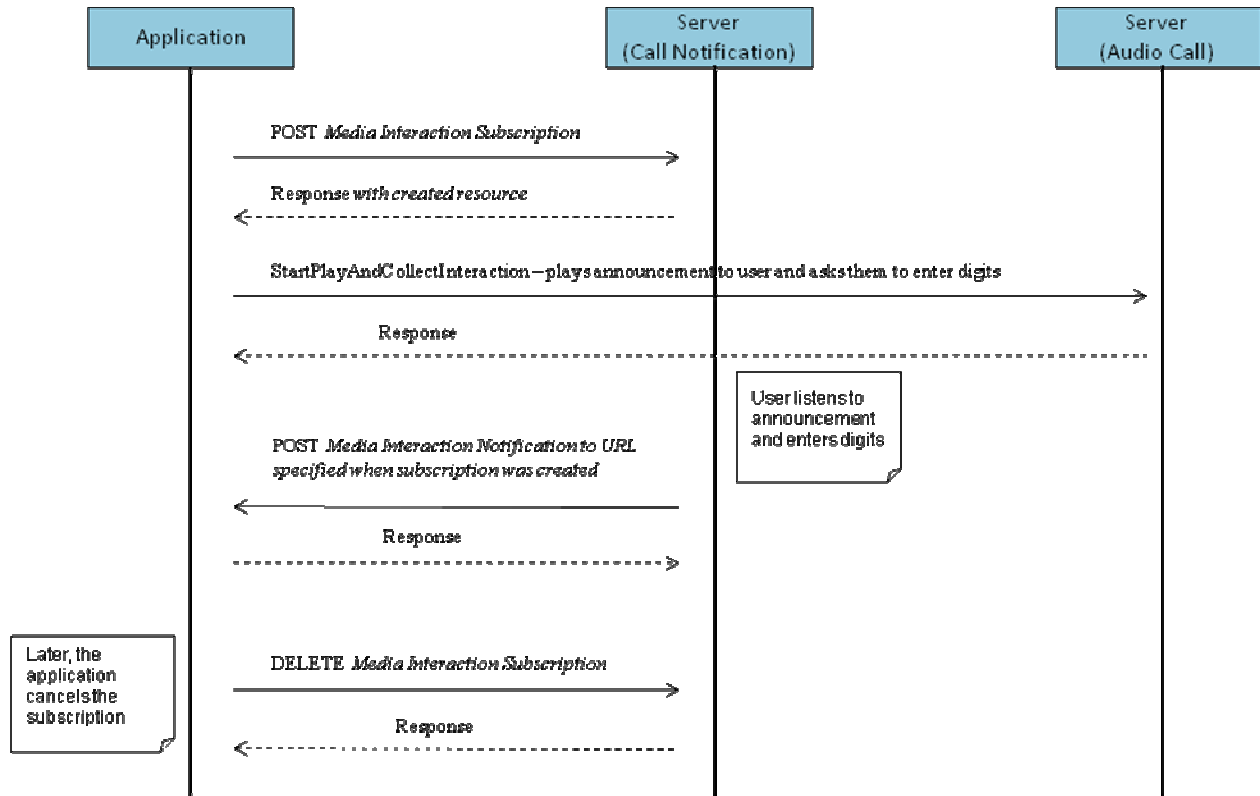 Application
Server
(Call Notification)
Server
(Audio Call)
POST Media Interaction Subscription
Response with created resource
StartPlayAndCollectInteraction – plays announcement to user and asks them to enter digits
Response
User listens to
announcement
and enters digits
POST Media Interaction Notification to URL
specified when subscription was created
Response
Later, the
application
cancels the
subscription
DELETE Media Interaction Subscription
Response